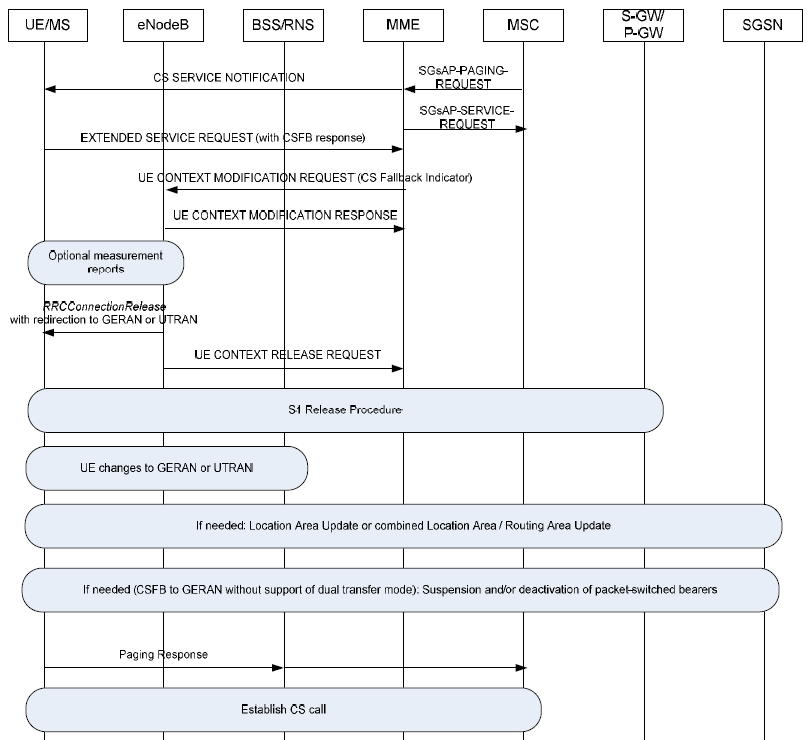 UE/MS
eNodeB
BSS/RNS
MME
MSC
S-GW/
P-GW
SGSN
SGsAP-PAGING-
REQUEST
CS SERVICE NOTIFICATION
SGsAP-SERVICE-
REQUEST
EXTENDED SERVICE REQUEST (with CSFB response)
UE CONTEXT MODIFICATION REQUEST (CS Fallback Indicator)
UE CONTEXT MODIFICATION RESPONSE
Optional measurement
reports
RRCConnectionRelease
with redirection to GERAN or UTRAN
UE CONTEXT RELEASE REQUEST
S1 Release Procedure
UE changes to GERAN or UTRAN
If needed: Location Area Update or combined Location Area / Routing Area Update
If needed (CSFB to GERAN without support of dual transfer mode): Suspension and/or deactivation of packet-switched bearers
Paging Response
Establish CS call